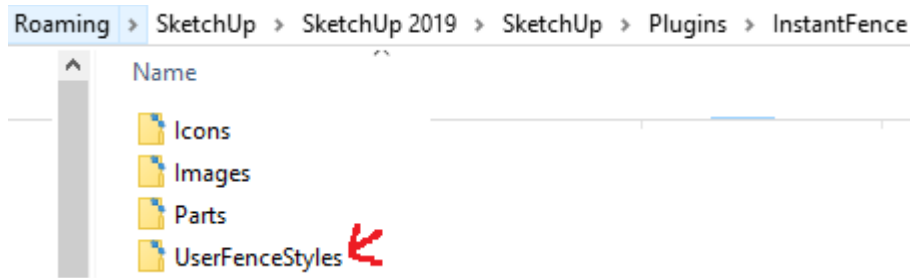 Roaming > SketchUp > SketchUp 2019 > SketchUp > Plugins > InstantFence
Name
Icons
Images
Parts
UserFenceStyles